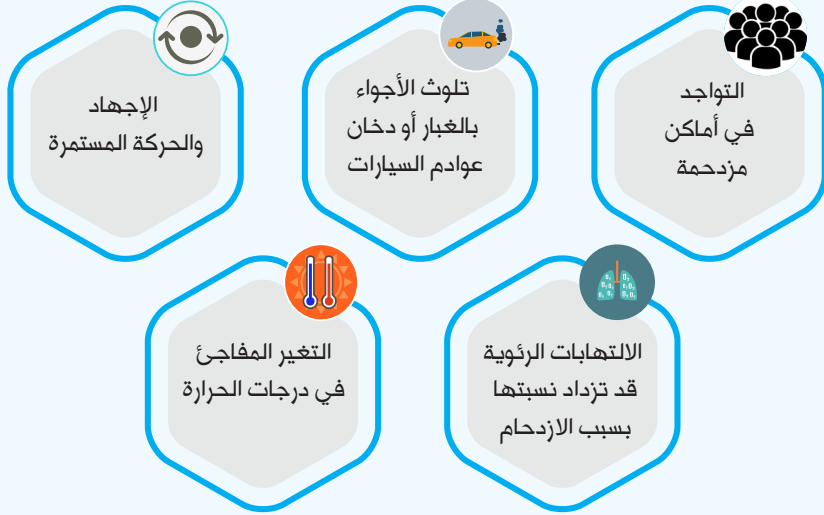 التواجد
في أماكن
مزدحمة
تلوث الأجواء
بالغبار أو دخان
عوادم السيارات
الإجهاد
والحركة المستمرة
الالتهابات الرئوية
قد تزداد نسبتها
بسبب الازدحام
التغير المفاجئ
في درجات الحرارة